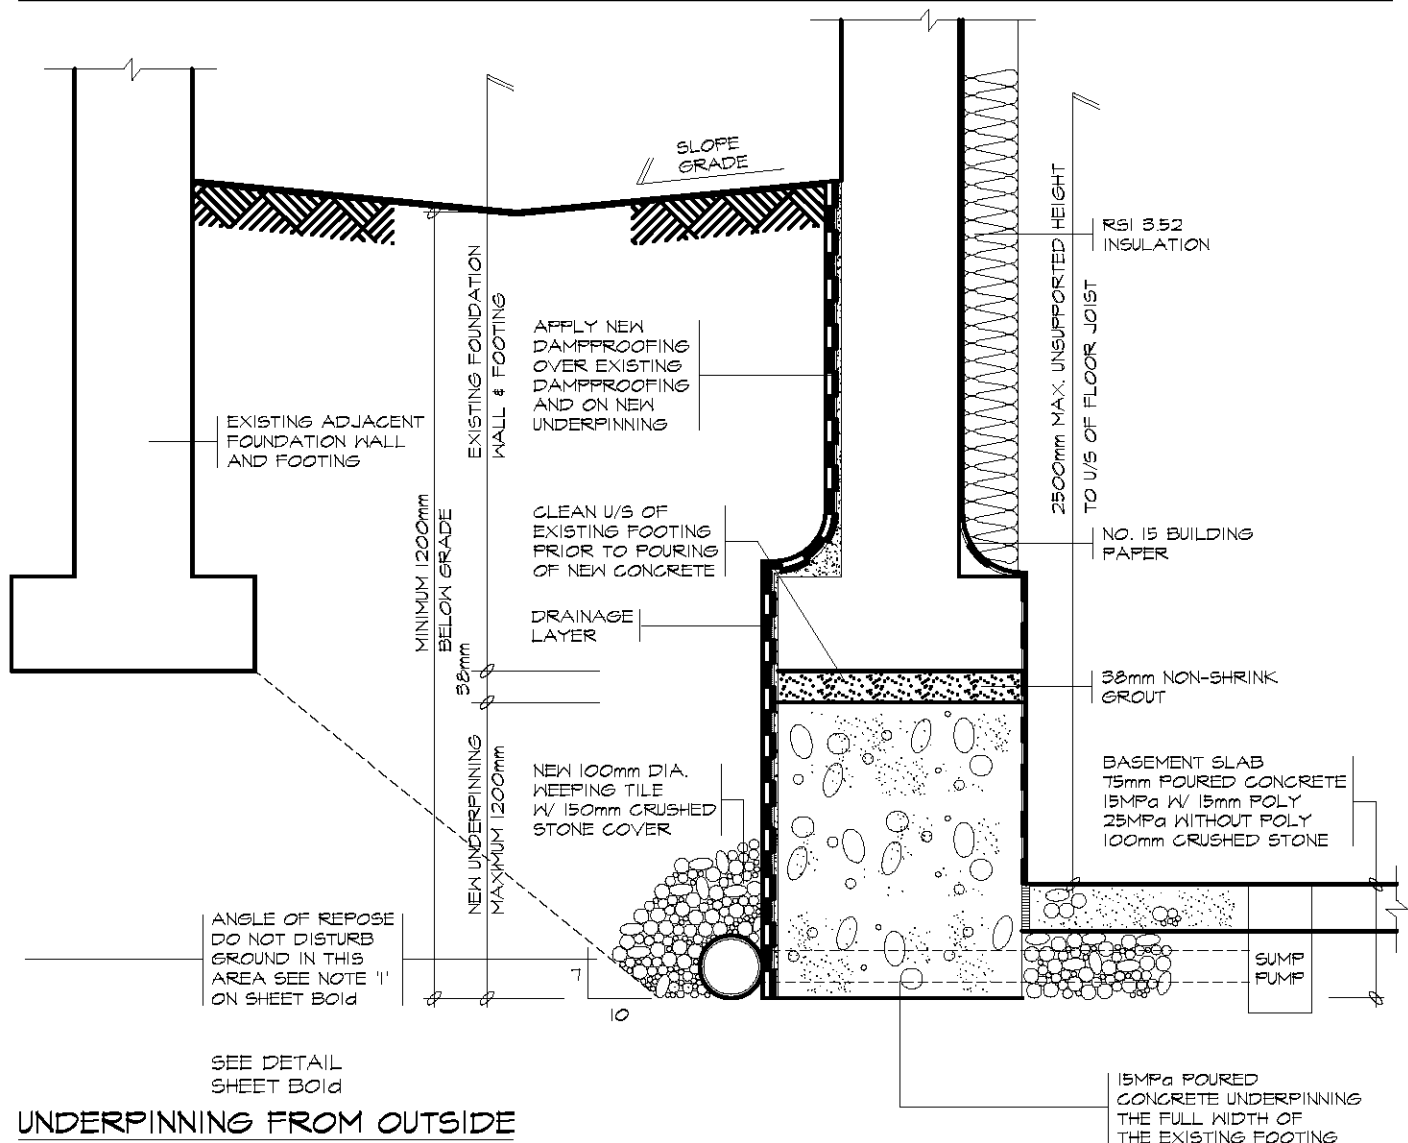 SLOPE
GRADE
RSI 3.52
INSULATION
2500mm MAX. UNSUPPORTED HEIGHT
TO U/S OF FLOOR JOIST
EXISTING FOUNDATION
WALL & FOOTING
APPLY NEW
DAMPPROOFING
OVER EXISTING
DAMPPROOFING
AND ON NEW
UNDERPINNING
EXISTING ADJACENT
FOUNDATION WALL
AND FOOTING
MINIMUM 1200mm
BELOW GRADE
CLEAN U/S OF
EXISTING FOOTING
PRIOR TO POURING
OF NEW CONCRETE
NO. 15 BUILDING
PAPER
DRAINAGE
LAYER
38mm
38mm NON-SHRINK
GROUT
NEW UNDERPINNING
MAXIMUM 1200mm
NEW 100mm DIA.
WEEPING TILE
W/ 150mm CRUSHED
STONE COVER
BASEMENT SLAB
75mm POURED CONCRETE
15MPa W/ 15mm POLY
25MPa WITHOUT POLY
100mm CRUSHED STONE
ANGLE OF REPOSE
DO NOT DISTURB
GROUND IN THIS
AREA SEE NOTE '1'
ON SHEET B01d
7
10
SUMP
PUMP
SEE DETAIL
SHEET B01d
UNDERPINNING FROM OUTSIDE
15MPa POURED
CONCRETE UNDERPINNING
THE FULL WIDTH OF
THE EXISTING FOOTING